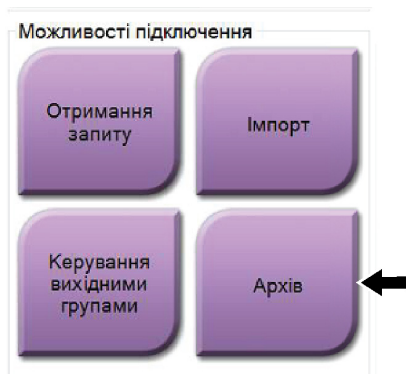 Можливості підключення
Отримання
запиту
Імпорт
Керування
вихідними
групами
Архів